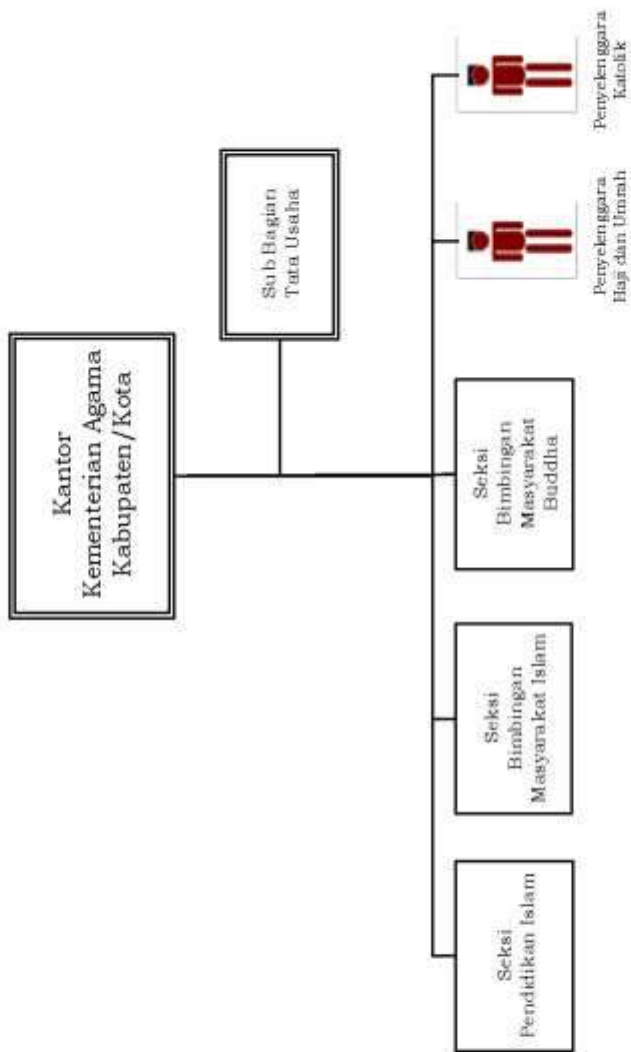 Kantor
Kementerian Agama
Kabupaten/Kota
Sub Bagian
Tata Usaha
Seksi
Pendidikan Islam
Seksi
Bimbingan
Masyarakat Islam
Seksi
Bimbingan
Masyarakat
Buddha
Penyelenggara
Haji dan Umrah
Penyelenggara
Katolik